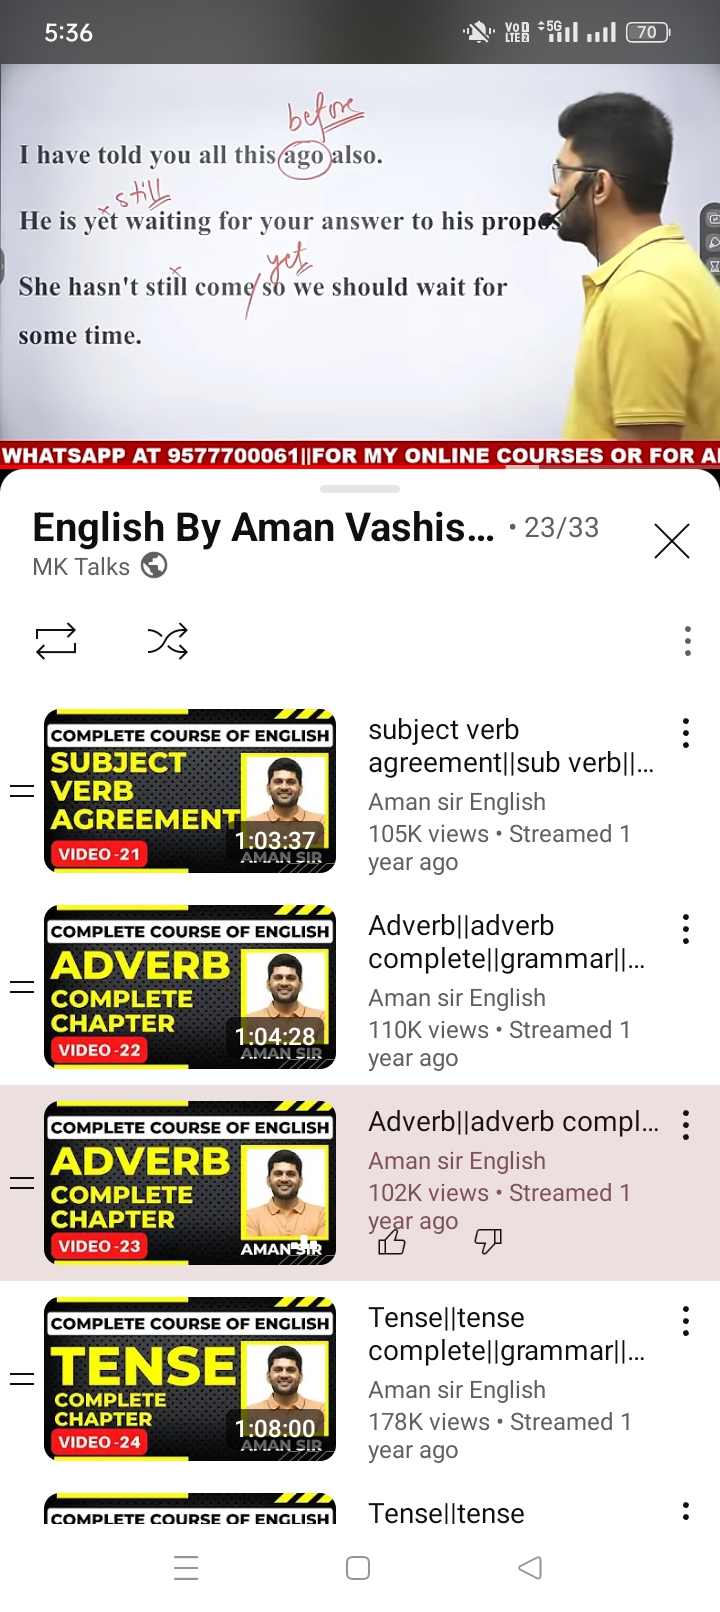 5:36
VoD
LTE2
5G
70
before
I have told you all this ago also.
still
He is yet waiting for your answer to his propos
yet
She hasn't still come so we should wait for
some time.
WHATSAPP AT 9577700061||FOR MY ONLINE COURSES OR FOR
English By Aman Vashis... • 23/33
MK Talks
COMPLETE COURSE OF ENGLISH
SUBJECT
VERB
AGREEMENT
VIDEO -21
1:03:37
AMAN SIR
subject verb
agreement||sub verb||...
Aman sir English
105K views • Streamed 1
year ago
COMPLETE COURSE OF ENGLISH
ADVERB
COMPLETE
CHAPTER
VIDEO -22
1:04:28
AMAN SIR
Adverb||adverb
complete||grammar||...
Aman sir English
110K views • Streamed 1
year ago
COMPLETE COURSE OF ENGLISH
ADVERB
COMPLETE
CHAPTER
VIDEO -23
AMAN SIR
Adverb||adverb compl...
Aman sir English
102K views • Streamed 1
year ago
COMPLETE COURSE OF ENGLISH
TENSE
COMPLETE
CHAPTER
VIDEO -24
1:08:00
AMAN SIR
Tense||tense
complete||grammar||...
Aman sir English
178K views • Streamed 1
year ago
COMPLETE COURSE OF ENGLISH
Tense||tense